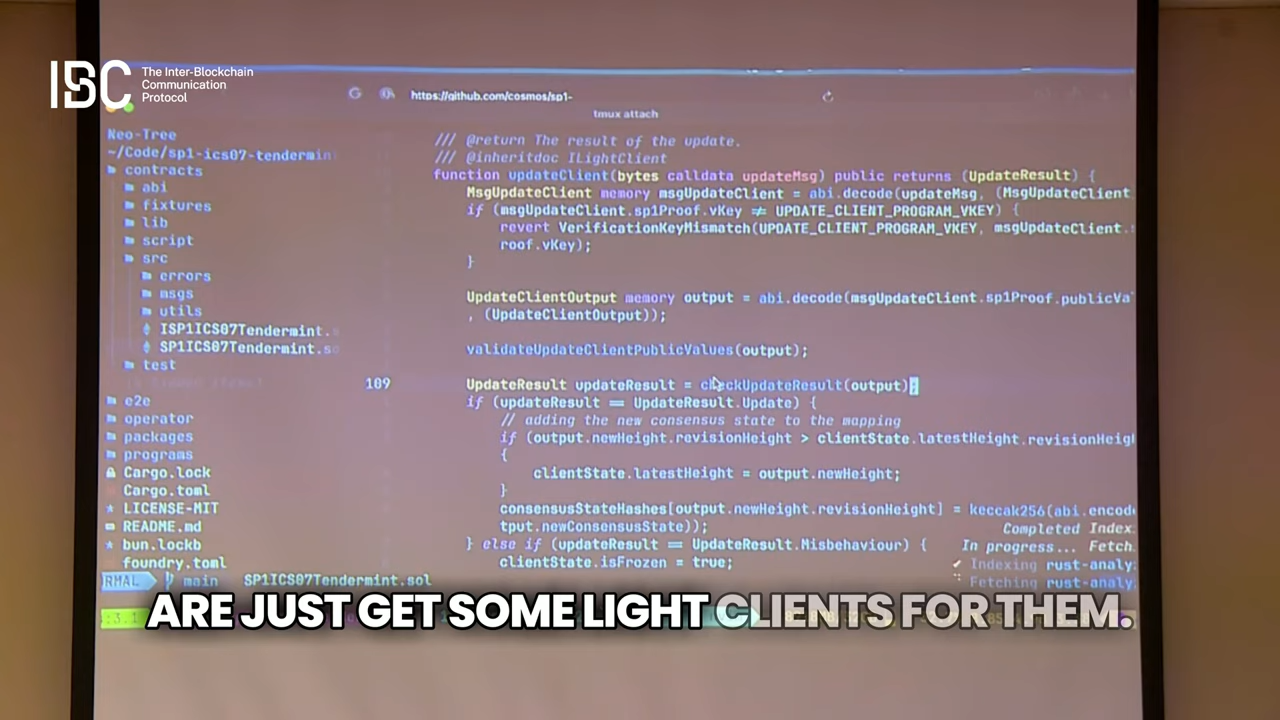 IBC
The Inter-Blockchain
Communication
Protocol
https://github.com/cosmos/sp1-
tmux attach
Neo-Tree
~/Code/sp1-ics07-tendermin
contracts
abi
fixtures
lib
script
src
errors
msgs
utils
ISP1ICS07Tendermint.s
SP1ICS07Tendermint.so
test
e2e
operator
packages
programs
Cargo.lock
Cargo.toml
LICENSE-MIT
README.md
bun.lockb
foundry.toml
/// @return The result of the update.
/// @inheritdoc ILightClient
function updateClient(bytes calldata updateMsg) public returns (UpdateResult) {
MsgUpdateClient memory msgUpdateClient = abi.decode(updateMsg, (MsgUpdateClient
if (msgUpdateClient.sp1Proof.vKey ≠ UPDATE_CLIENT_PROGRAM_VKEY) {
revert VerificationKeyMismatch(UPDATE_CLIENT_PROGRAM_VKEY, msgUpdateClient.s
roof.vKey);
}
UpdateClientOutput memory output = abi.decode(msgUpdateClient.sp1Proof.publicVa
, (UpdateClientOutput));
validateUpdateClientPublicValues(output);
109 UpdateResult updateResult = checkUpdateResult(output);
if (updateResult == UpdateResult.Update) {
// adding the new consensus state to the mapping
if (output.newHeight.revisionHeight > clientState.latestHeight.revisionHeigh
{
clientState.latestHeight = output.newHeight;
}
consensusStateHashes[output.newHeight.revisionHeight] = keccak256(abi.encode
tput.newConsensusState));
} else if (updateResult == UpdateResult.Misbehaviour) {
clientState.isFrozen = true;
Completed Index
In progress... Fetch
✔ Indexing rust-analy
Fetching rust-analy
RMAL main SP1ICS07Tendermint.sol
ARE JUST GET SOME LIGHT CLIENTS FOR THEM.